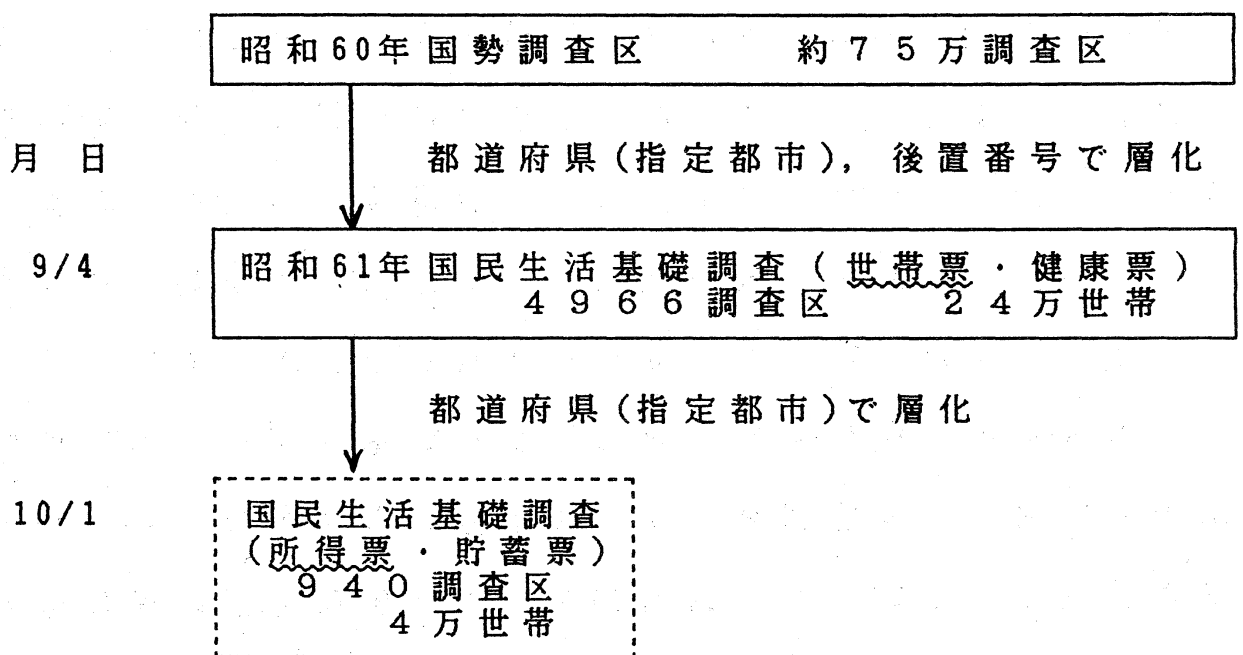 昭和60年国勢調査区 約75万調査区
月 日
都道府県(指定都市),後置番号で層化
9/4
昭和61年国民生活基礎調査(世帯票・健康票)
4966調査区 24万世帯
都道府県(指定都市)で層化
10/1
国民生活基礎調査
(所得票・貯蓄票)
940調査区
4万世帯